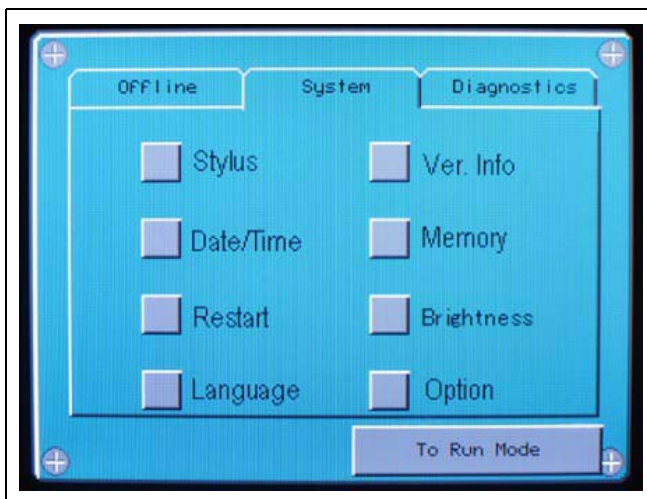 Offline System Diagnostics
Stylus Ver. Info
Date/Time Memory
Restart Brightness
Language Option
To Run Mode